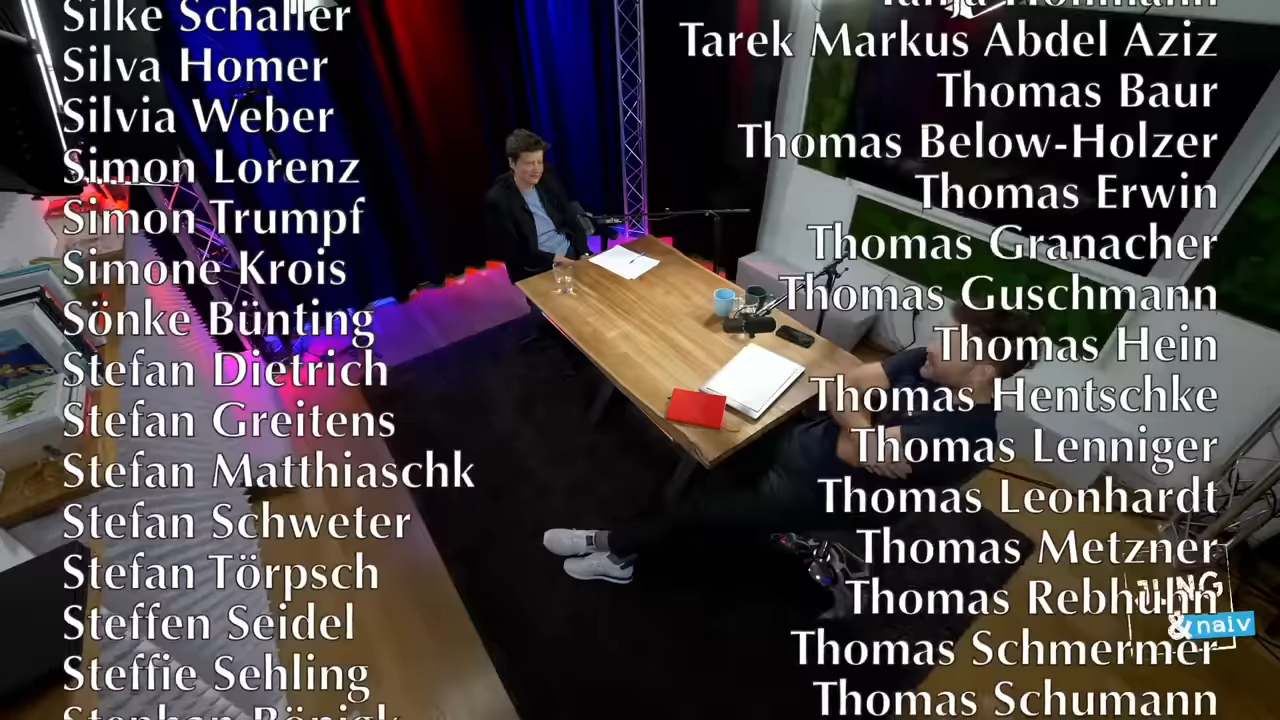 Silke Schaller
Silva Homer
Silvia Weber
Simon Lorenz
Simon Trumpf
Simone Krois
Sönke Bünting
Stefan Dietrich
Stefan Greitens
Stefan Matthiaschk
Stefan Schweter
Stefan Törpsch
Steffen Seidel
Steffie Sehling
Stephan Bönigk
Tarek Markus Abdel Aziz
Thomas Baur
Thomas Below-Holzer
Thomas Erwin
Thomas Granacher
Thomas Guschmann
Thomas Hein
Thomas Hentschke
Thomas Lenniger
Thomas Leonhardt
Thomas Metzner
Thomas Rebhuhn
Thomas Schmermer
Thomas Schumann
JUNG
& naiv